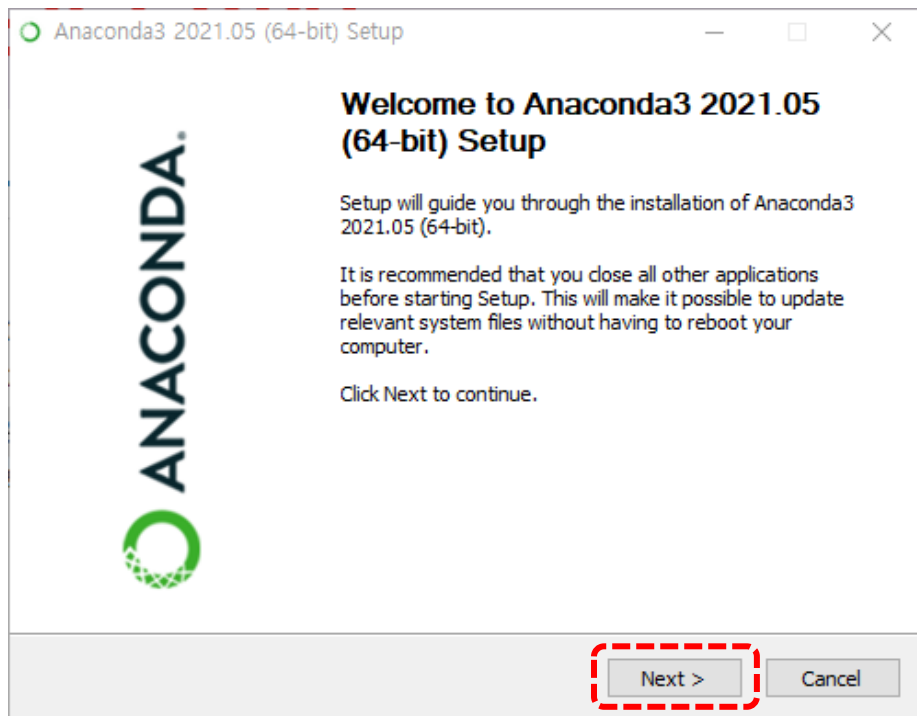 Anaconda3 2021.05 (64-bit) Setup
Welcome to Anaconda3 2021.05
(64-bit) Setup
Setup will guide you through the installation of Anaconda3
2021.05 (64-bit).
It is recommended that you close all other applications
before starting Setup. This will make it possible to update
relevant system files without having to reboot your
computer.
Click Next to continue.
ANACONDA.
Next >
Cancel